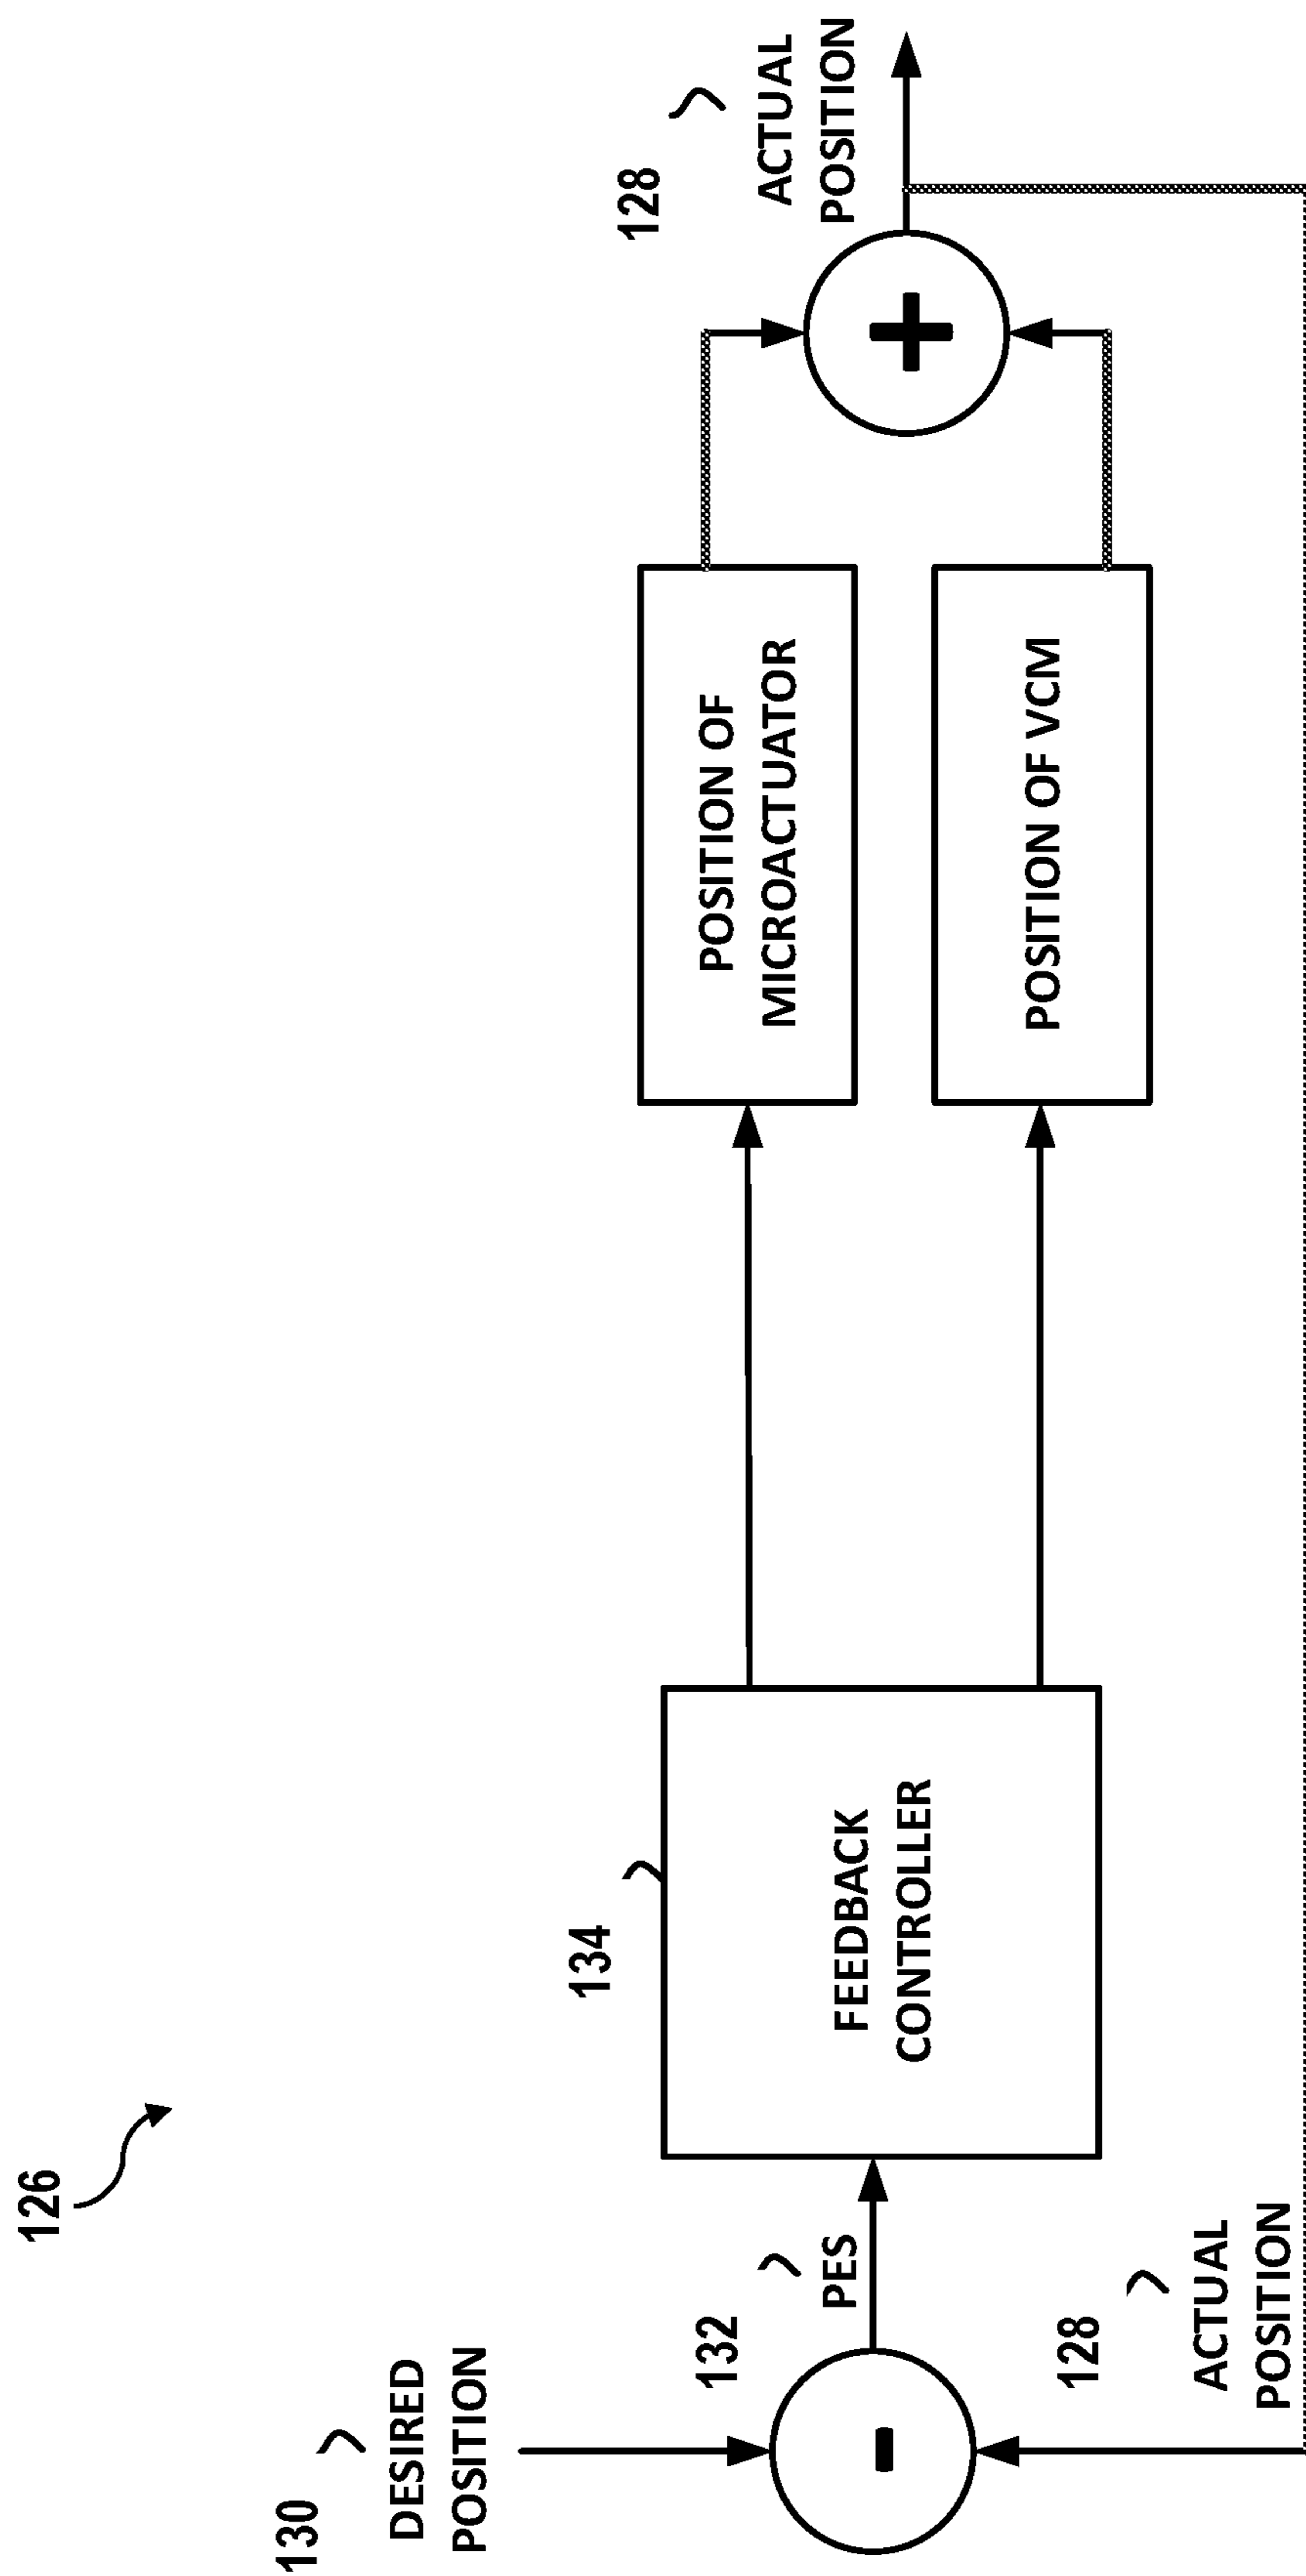 126
130
DESIRED
POSITION
132
PES
128
ACTUAL
POSITION
134
FEEDBACK
CONTROLLER
POSITION OF
MICROACTUATOR
POSITION OF VCM
+
-
128
ACTUAL
POSITION